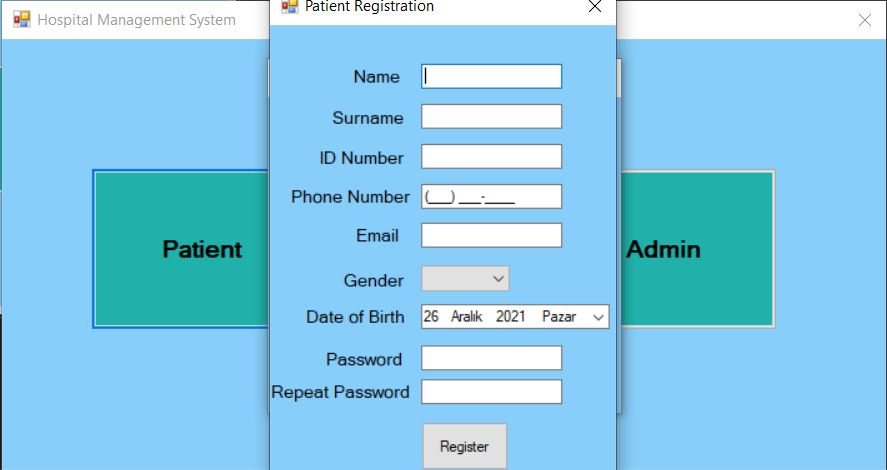 Hospital Management System
Patient Registration
Name
Surname
ID Number
Phone Number (___) ___-____
Email
Gender
Date of Birth 26 Aralık 2021 Pazar
Password
Repeat Password
Register
Patient
Admin